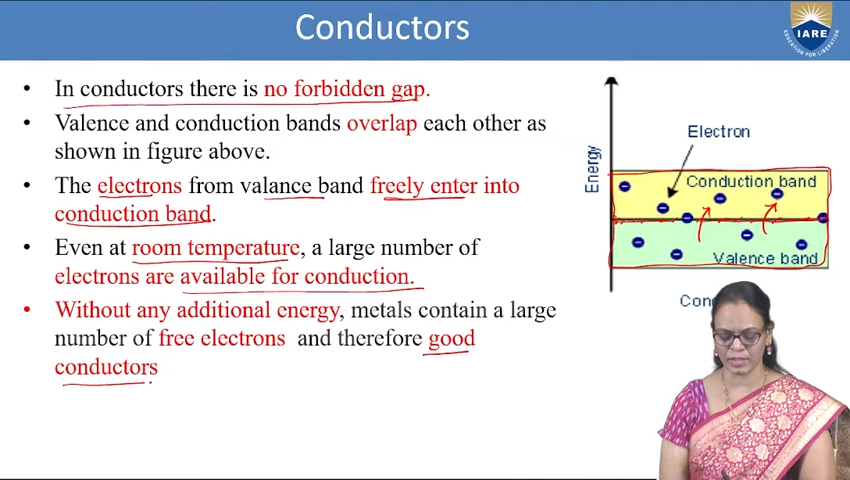 Conductors
IARE
EDUCATION FOR LIBERATION
• In conductors there is no forbidden gap.
• Valence and conduction bands overlap each other as
shown in figure above.
• The electrons from valance band freely enter into
conduction band.
• Even at room temperature, a large number of
electrons are available for conduction.
• Without any additional energy, metals contain a large
number of free electrons and therefore good
conductors
Electron
Energy
Conduction band
Valence band